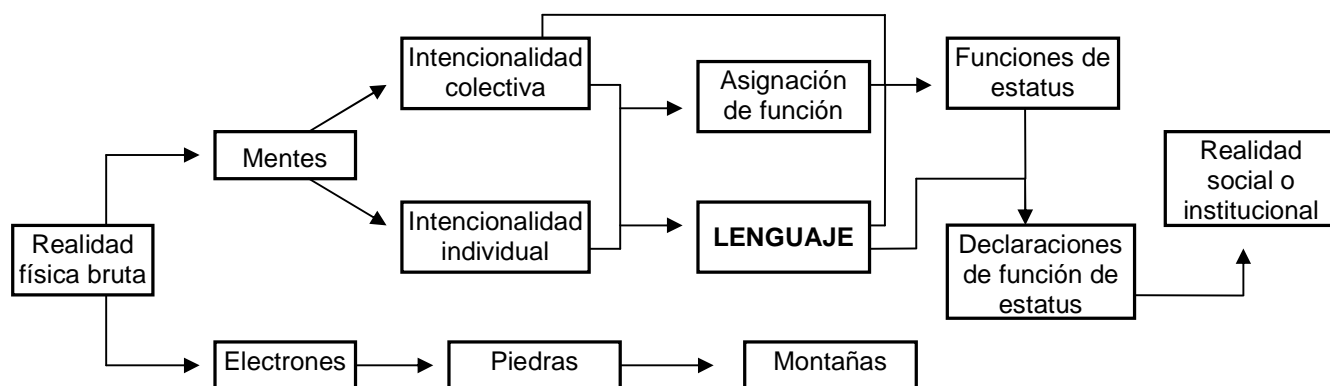 Intencionalidad
colectiva
Asignación
de función
Funciones de
estatus
Mentes
Realidad
social o
institucional
Intencionalidad
individual
LENGUAJE
Realidad
física bruta
Declaraciones
de función de
estatus
Electrones
Piedras
Montañas